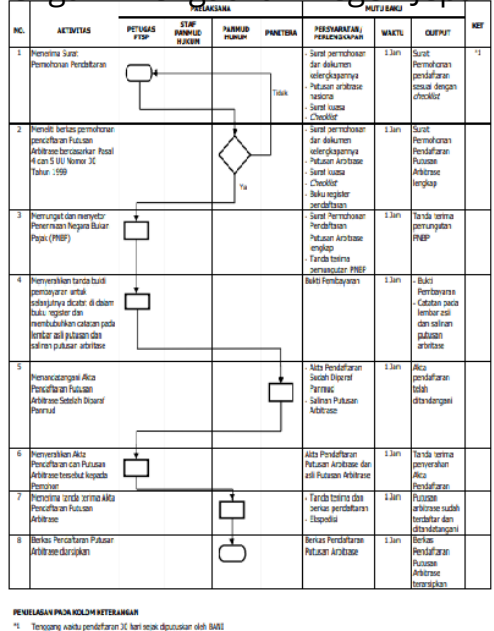 PELAKSANA
MUTU BAKU
NO.
AKTIVITAS
PETUGAS
PTSP
STAF
PANMUD
HUKUM
PANMUD
HUKUM
PANITERA
PERSYARATAN/
PERLENGKAPAN
WAKTU
OUTPUT
KET
1
Menerima Surat
Permohonan Pendaftaran
Tidak
- Surat permohonan
dan dokumen
kelengkapannya
- Putusan arbitrase
nasional
- Surat kuasa
- Checklist
1 Jam
Surat
Permohonan
pendaftaran
sesuai dengan
checklist
*1
2
Meneliti berkas permohonan
pencaftaran Putusan
Arbitrase berdasarkan Pasal
4 dan 5 UU Nomor 30
Tahun 1999
Ya
- Surat permohonan
dan dokumen
kelengkapannya
- Putusan Arbitrase
- Surat kuasa
- Checklist
- Buku register
pendaftaran
1 Jam
Surat
Permohonan
Pendaftaran
Putusan
Arbitrase
lengkap
3
Memungut dan menyetor
Penerimaan Negara Bukan
Pajak (PNBP)
- Surat Permohonan
Pendaftaran
Putusan Arbitrase
lengkap
- Tanda terima
pemungutan PNBP
1 Jam
Tanda terima
pemungutan
PNBP
4
Menyerahkan tanda bukti
pembayaran untuk
selanjutnya dicatat di dalam
buku register dan
membubuhkan catatan pada
lembar asli putusan dan
salinan putusan arbitrase
Bukti Pembayaran
1 Jam
- Bukti
Pembayaran
- Catatan pada
lembar asli
dan salinan
putusan
arbitrase
5
Menandatangani Akta
Pencaftaran Putusan
Arbitrase Setelah Diparaf
Panmud
- Akta Pendaftaran
Sudah Diparaf
Panmud
- Salinan Putusan
Arbitrase
1 Jam
Akta
pendaftaran
telah
ditandangani
6
Menyerahkan Akta
Pencaftaran dan Putusan
Arbitrase tersebut kepada
Pemohon
Akta Pendaftaran
Putusan Arbitrase dan
asli Putusan Arbitrase
1 Jam
Tanda terima
penyerahan
Akta
Pendaftaran
7
Menerima tanda terima Akta
Pencaftaran Putusan
Arbitrase
- Tanda terima dan
berkas pendaftaran
- Ekspedisi
1 Jam
Putusan
arbitrase sudah
terdaftar dan
ditandatangani
8
Berkas Pencaftaran Putusan
Arbitrase diarsipkan
Berkas Pendaftaran
Putusan Arbitrase
1 Jam
Berkas
Pendaftaran
Putusan
Arbitrase
terarsipkan
PENJELASAN PADA KOLOM KETERANGAN
*1 Tenggang waktu pendaftaran 30 hari sejak diputuskan oleh BANI